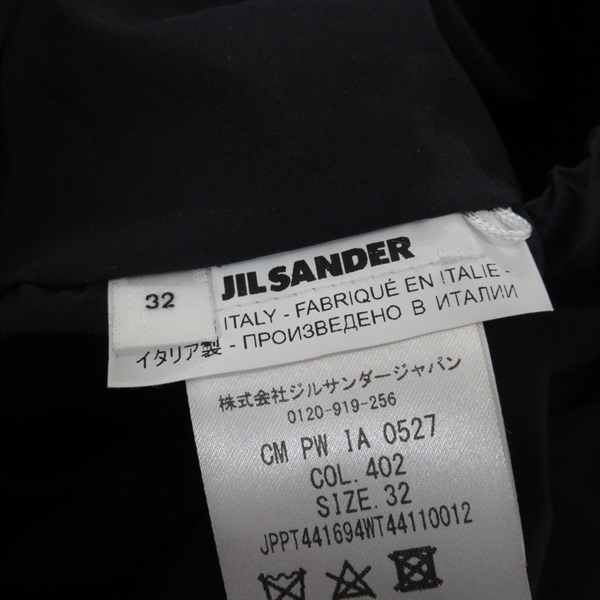 JIL SANDER
32
ITALY - FABRIQUÉ EN ITALIE -
イタリア製 - ПРОИЗВЕДЕНО В ИТАЛИИ
株式会社ジルサンダージャパン
0120-919-256
CM PW IA 0527
COL. 402
SIZE. 32
JPPT441694WT44110012